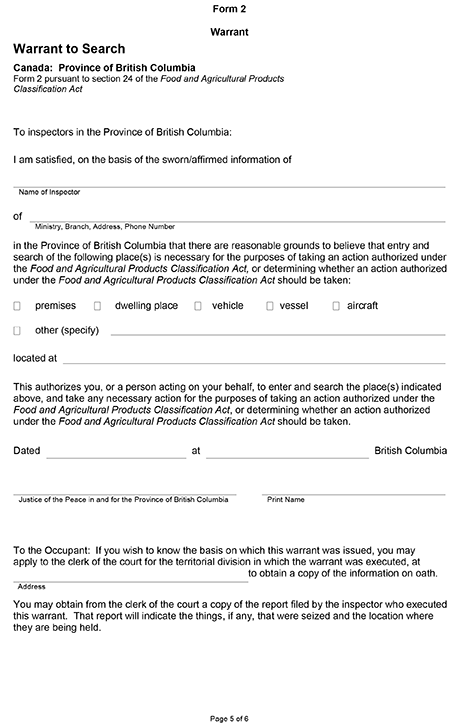 Form 2
Warrant
Warrant to Search
Canada:  Province of British Columbia
Form 2 pursuant to section 24 of the Food and Agricultural Products
Classification Act
To inspectors in the Province of British Columbia:
I am satisfied, on the basis of the sworn/affirmed information of
Name of Inspector
of
Ministry, Branch, Address, Phone Number
in the Province of British Columbia that there are reasonable grounds to believe that entry and
search of the following place(s) is necessary for the purposes of taking an action authorized under
the Food and Agricultural Products Classification Act, or determining whether an action authorized
under the Food and Agricultural Products Classification Act should be taken:
premises dwelling place vehicle vessel aircraft
other (specify)
located at
This authorizes you, or a person acting on your behalf, to enter and search the place(s) indicated
above, and take any necessary action for the purposes of taking an action authorized under the
Food and Agricultural Products Classification Act, or determining whether an action authorized
under the Food and Agricultural Products Classification Act should be taken.
Dated at British Columbia
Justice of the Peace in and for the Province of British Columbia Print Name
To the Occupant:  If you wish to know the basis on which this warrant was issued, you may
apply to the clerk of the court for the territorial division in which the warrant was executed, at
to obtain a copy of the information on oath.
Address
You may obtain from the clerk of the court a copy of the report filed by the inspector who executed
this warrant.  That report will indicate the things, if any, that were seized and the location where
they are being held.
Page 5 of 6